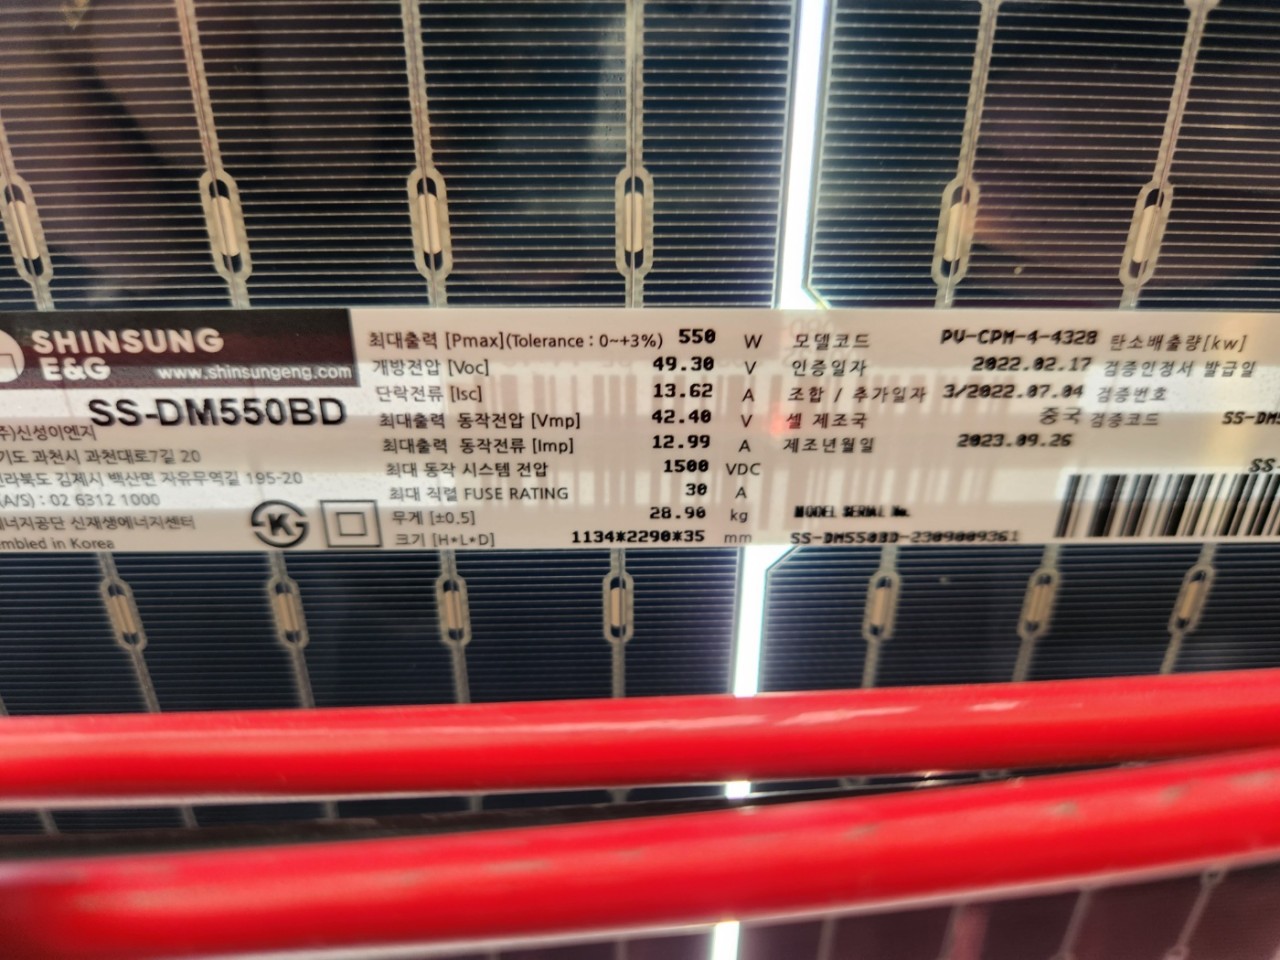 SHINSUNG
E&G
www.shinsungeng.com
SS-DM550BD
주)신성이엔지
기도 과천시 과천대로7길 20
전라북도 김제시 백산면 자유무역길 195-20
(A/S) : 02 6312 1000
에너지공단 신재생에너지센터
embled in Korea
최대출력 [Pmax](Tolerance : 0~+3%) 550 W
개방전압 [Voc] 49.30 V
단락전류 [Isc] 13.62 A
최대출력 동작전압 [Vmp] 42.40 V
최대출력 동작전류 [Imp] 12.99 A
최대 동작 시스템 전압 1500 VDC
최대 직렬 FUSE RATING 30 A
무게 [±0.5] 28.90 kg
크기 [H*L*D] 1134*2290*35 mm
모델코드 PV-CPM-4-4328
인증일자 2022.02.17
조합 / 추가일자 3/2022.07.04
셀 제조국 중국
제조년월일 2023.09.26
MODEL SERIAL No.
SS-DM550BD-2309009361
탄소배출량[kw]
검증인정서 발급일
검증번호
검증코드 SS-DM5
SS-